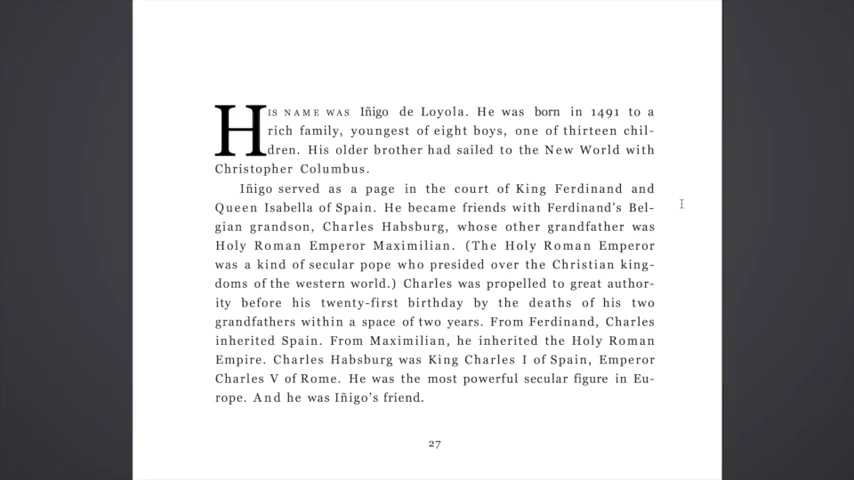 HIS NAME WAS Iñigo de Loyola. He was born in 1491 to a
rich family, youngest of eight boys, one of thirteen chil-
dren. His older brother had sailed to the New World with
Christopher Columbus.
Iñigo served as a page in the court of King Ferdinand and
Queen Isabella of Spain. He became friends with Ferdinand's Bel-
gian grandson, Charles Habsburg, whose other grandfather was
Holy Roman Emperor Maximilian. (The Holy Roman Emperor
was a kind of secular pope who presided over the Christian king-
doms of the western world.) Charles was propelled to great author-
ity before his twenty-first birthday by the deaths of his two
grandfathers within a space of two years. From Ferdinand, Charles
inherited Spain. From Maximilian, he inherited the Holy Roman
Empire. Charles Habsburg was King Charles I of Spain, Emperor
Charles V of Rome. He was the most powerful secular figure in Eu-
rope. And he was Iñigo's friend.
27